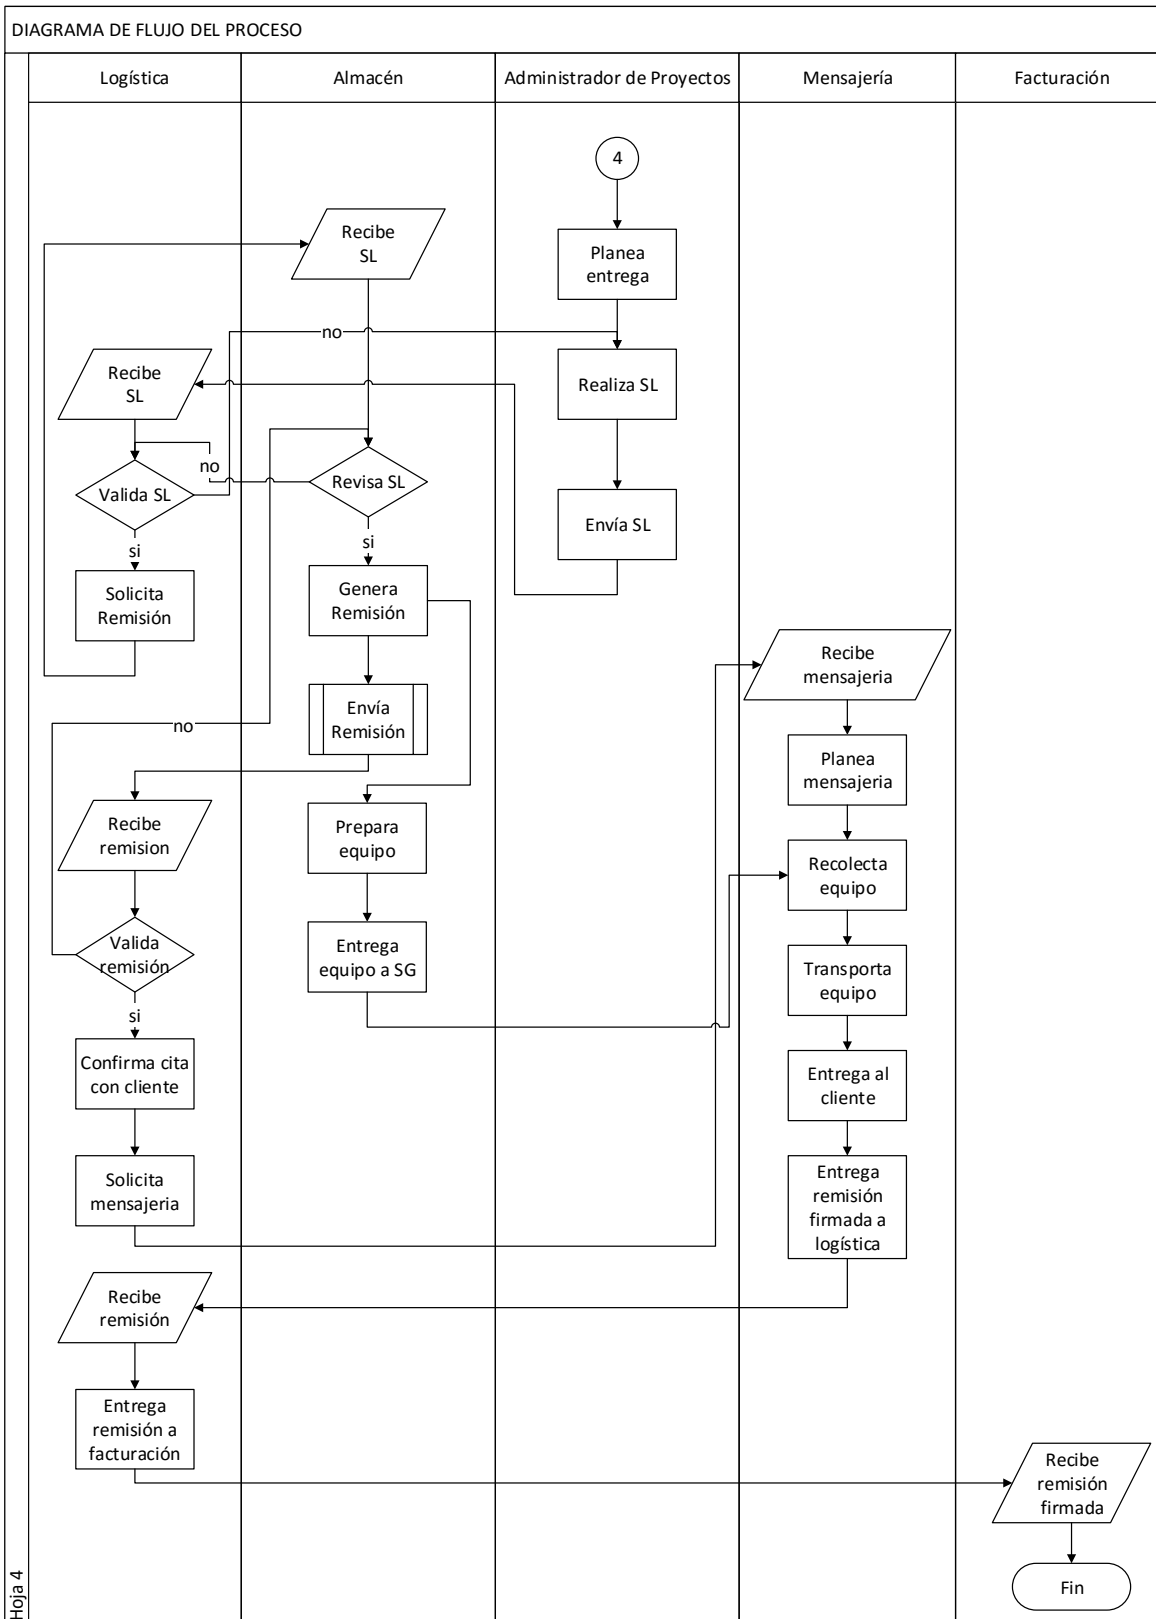 DIAGRAMA DE FLUJO DEL PROCESO
Logística
Almacén
Administrador de Proyectos
Mensajería
Facturación
4
Recibe
SL
Planea
entrega
no
Recibe
SL
Realiza SL
no
Valida SL
Revisa SL
Envía SL
si
si
Solicita
Remisión
Genera
Remisión
Recibe
mensajeria
no
Envía
Remisión
Planea
mensajeria
Recibe
remision
Prepara
equipo
Recolecta
equipo
Valida
remisión
Entrega
equipo a SG
Transporta
equipo
si
Confirma cita
con cliente
Entrega al
cliente
Solicita
mensajeria
Entrega
remisión
firmada a
logística
Recibe
remisión
Entrega
remisión a
facturación
Recibe
remisión
firmada
Fin
Hoja 4